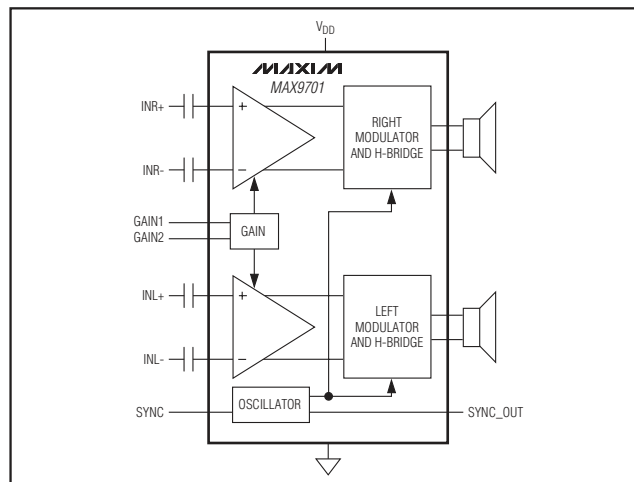 VDD
MAXIM
MAX9701
INR+
+
RIGHT
MODULATOR
AND H-BRIDGE
INR-
−
GAIN1
GAIN2
GAIN
INL+
+
LEFT
MODULATOR
AND H-BRIDGE
INL-
−
SYNC
OSCILLATOR
SYNC_OUT